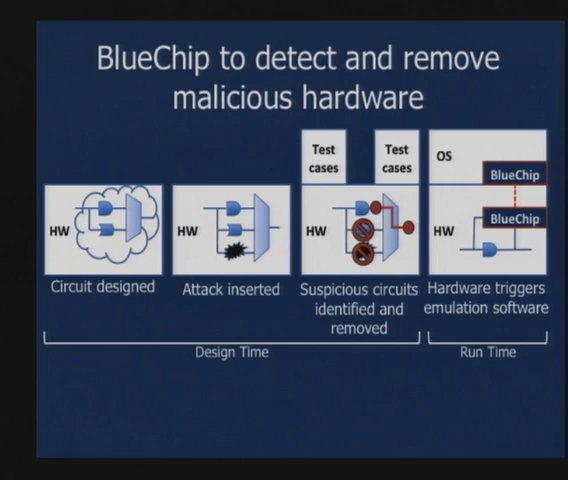 BlueChip to detect and remove
malicious hardware
Test
cases
Test
cases
OS
BlueChip
HW
HW
HW
HW
BlueChip
Circuit designed
Attack inserted
Suspicious circuits
identified and
removed
Hardware triggers
emulation software
Design Time
Run Time